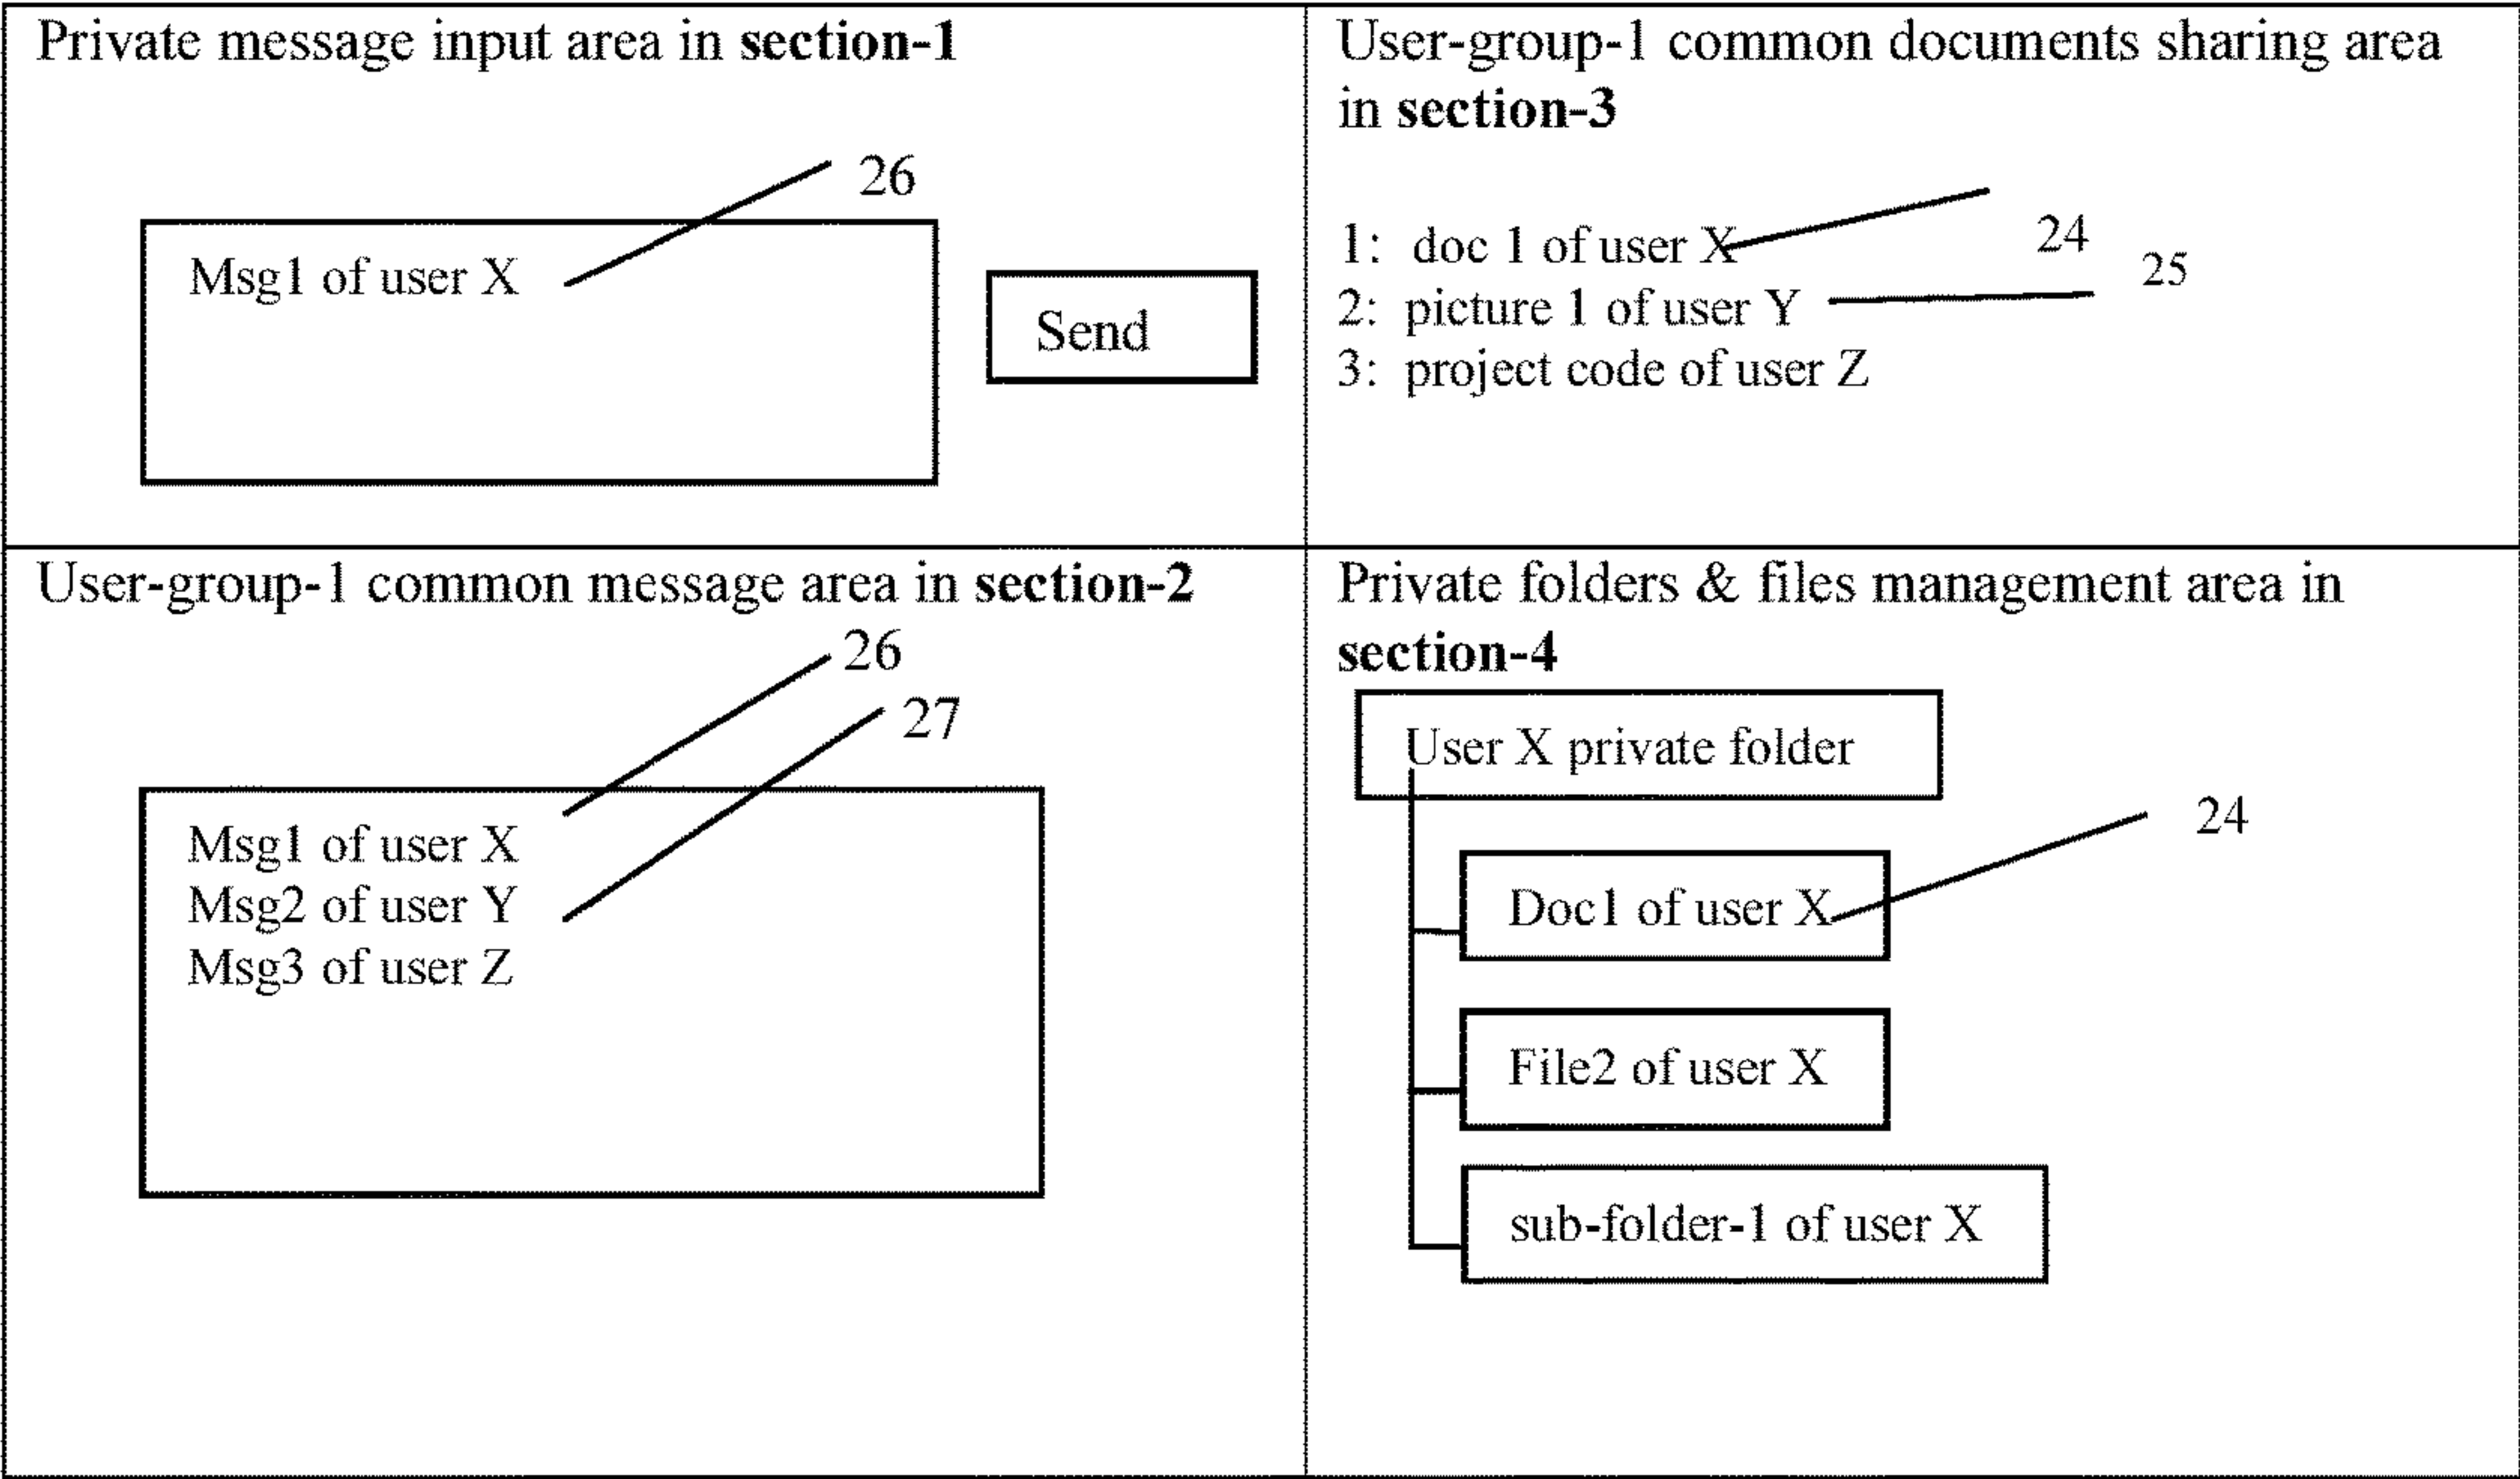 Private message input area in section-1
26
Msg1 of user X
Send
User-group-1 common documents sharing area
in section-3
24
1: doc 1 of user X
25
2: picture 1 of user Y
3: project code of user Z
User-group-1 common message area in section-2
26
27
Msg1 of user X
Msg2 of user Y
Msg3 of user Z
Private folders & files management area in
section-4
User X private folder
24
Doc1 of user X
File2 of user X
sub-folder-1 of user X